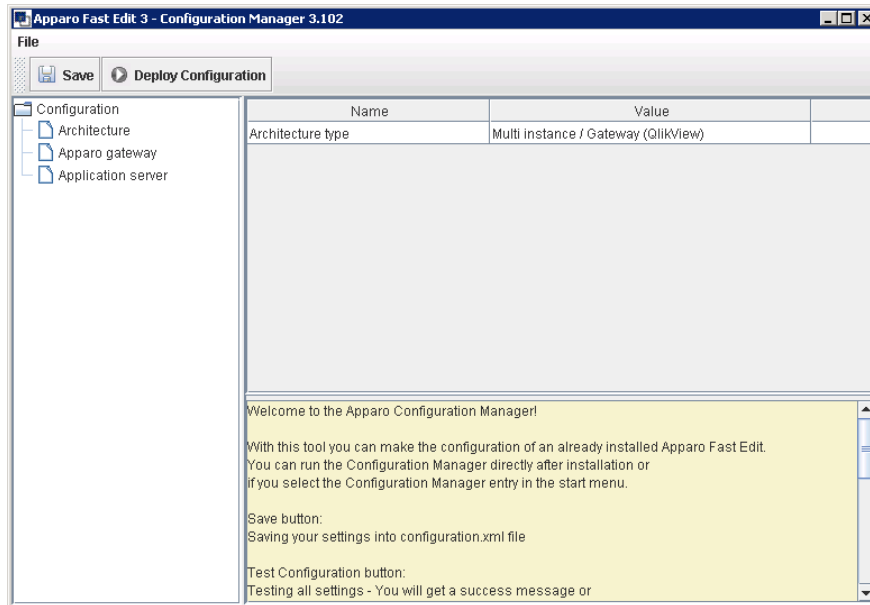 Apparo Fast Edit 3 - Configuration Manager 3.102
File
Save Deploy Configuration
Configuration
Architecture
Apparo gateway
Application server
Name Value
Architecture type Multi instance / Gateway (QlikView)
Welcome to the Apparo Configuration Manager!
With this tool you can make the configuration of an already installed Apparo Fast Edit.
You can run the Configuration Manager directly after installation or
if you select the Configuration Manager entry in the start menu.
Save button:
Saving your settings into configuration.xml file
Test Configuration button:
Testing all settings - You will get a success message or